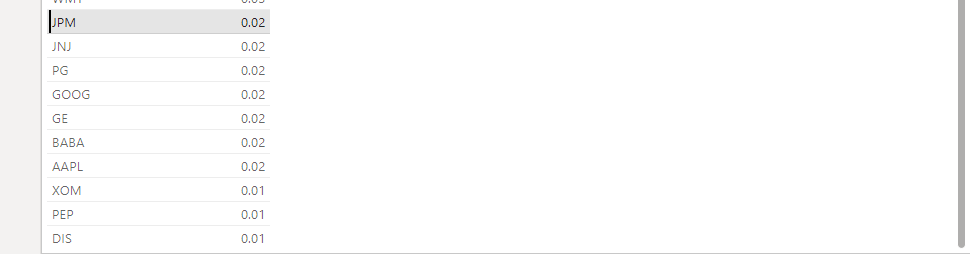 JPM 0.02
JNJ 0.02
PG 0.02
GOOG 0.02
GE 0.02
BABA 0.02
AAPL 0.02
XOM 0.01
PEP 0.01
DIS 0.01